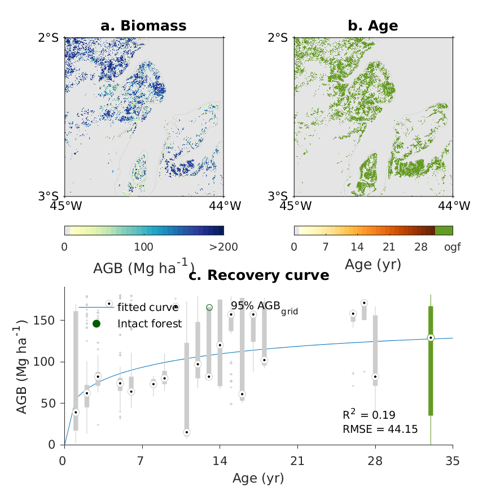 a. Biomass
b. Age
2°S
3°S
45°W
44°W
2°S
3°S
45°W
44°W
0
100
>200
AGB (Mg ha-1)
0
7
14
21
28
ogf
Age (yr)
c. Recovery curve
fitted curve
95% AGBgrid
Intact forest
AGB (Mg ha-1)
150
100
50
0
R2 = 0.19
RMSE = 44.15
0
7
14
21
28
35
Age (yr)